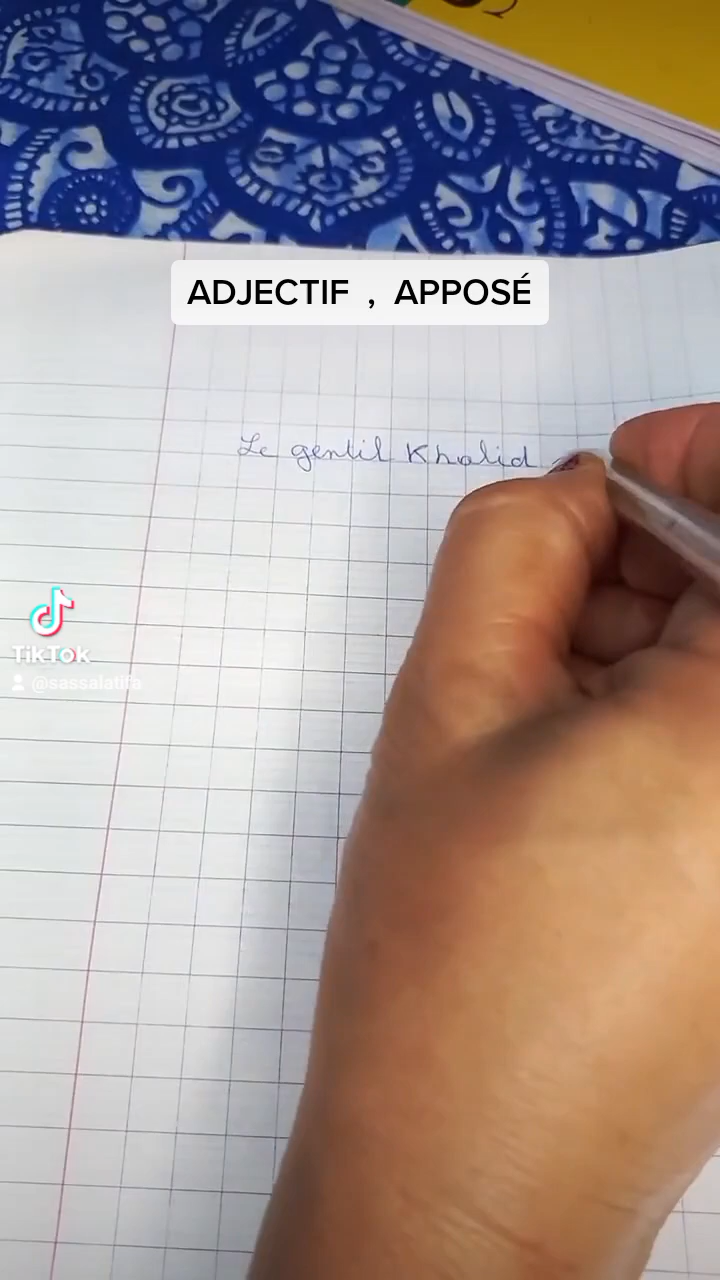 ADJECTIF , APPOSÉ
Le gentil Khalid
TikTok
@sassalatifa